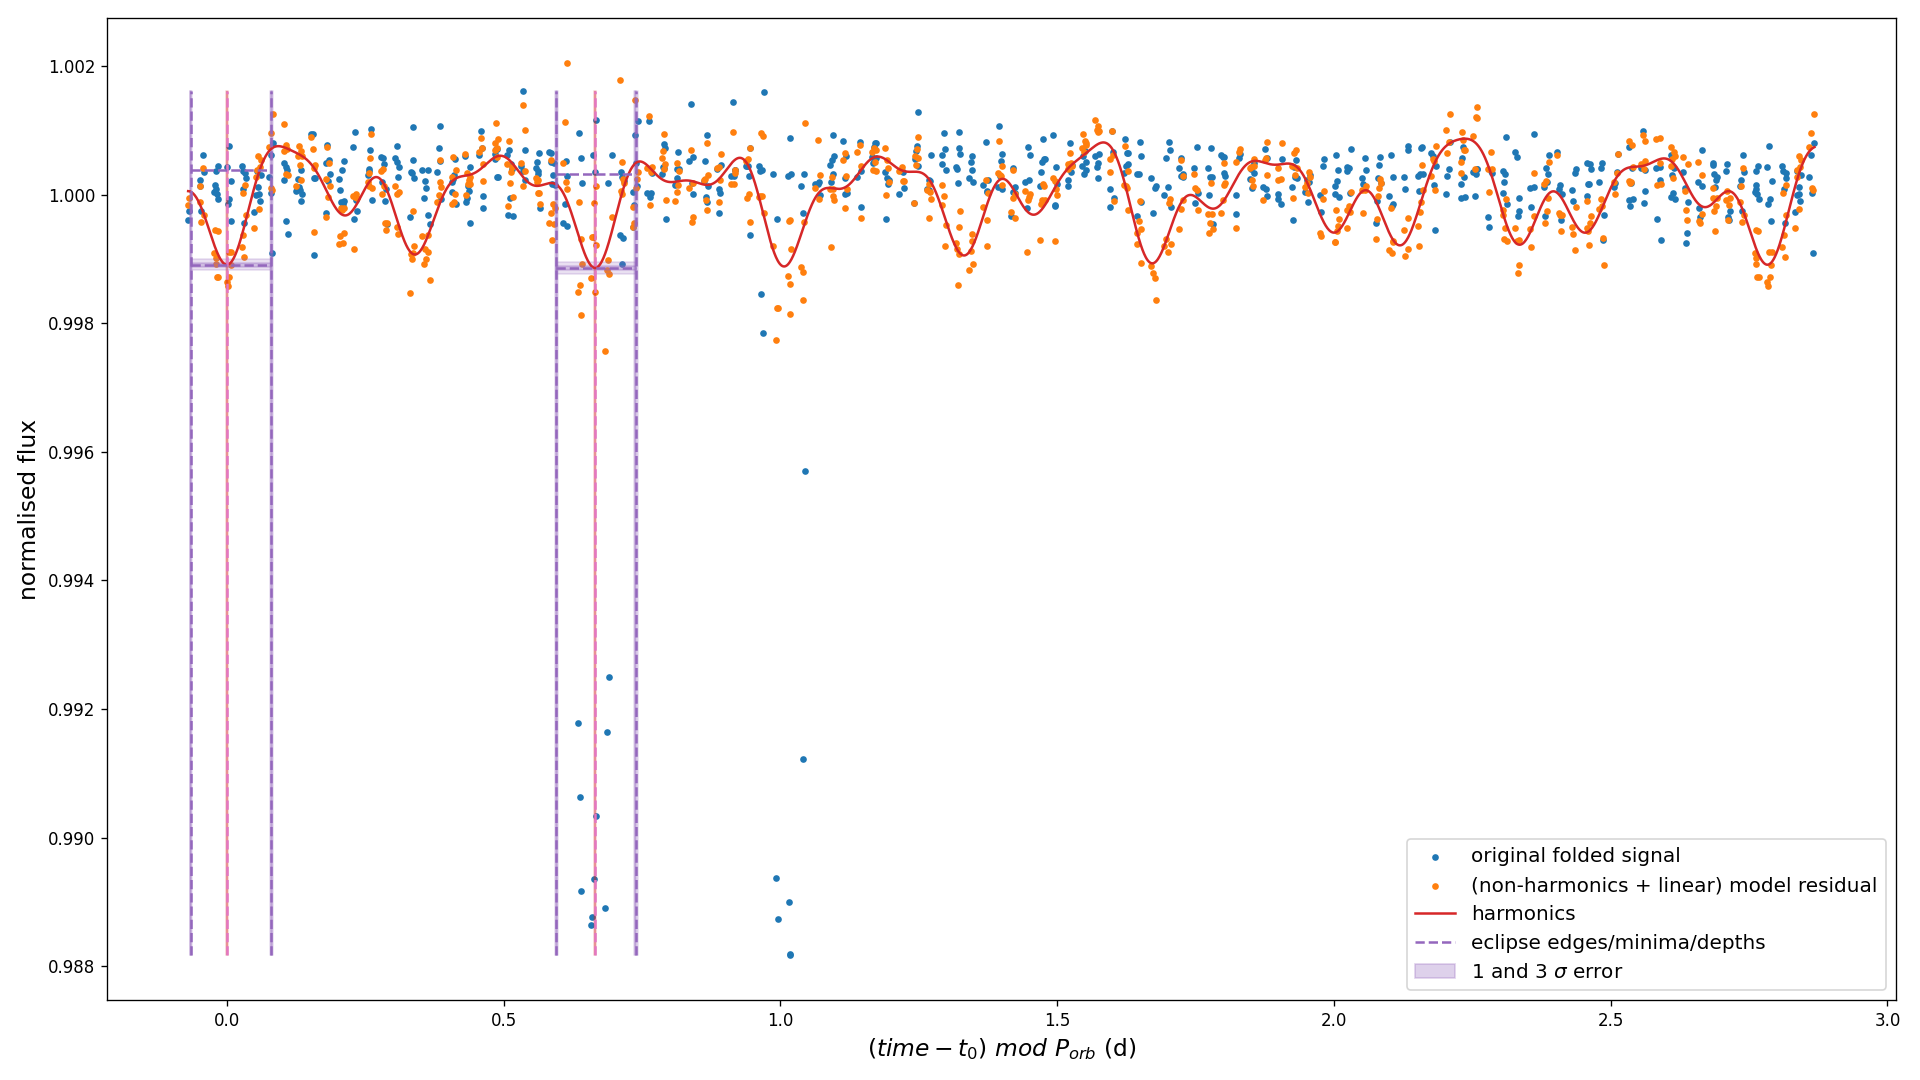 1.002
1.000
0.998
0.996
0.994
0.992
0.990
0.988
normalised flux
0.0
0.5
1.0
1.5
2.0
2.5
3.0
(time − t₀) mod P_orb (d)
original folded signal
(non-harmonics + linear) model residual
harmonics
eclipse edges/minima/depths
1 and 3 σ error